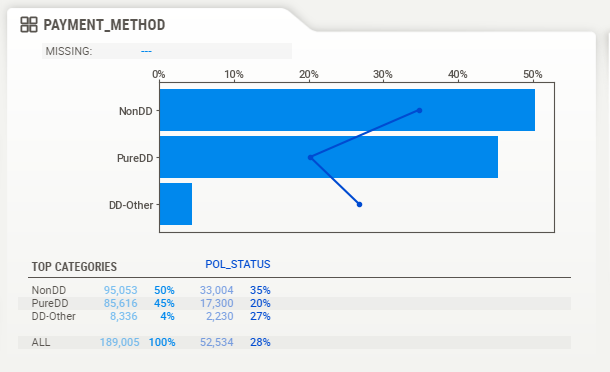 PAYMENT_METHOD
MISSING: ---
0% 10% 20% 30% 40% 50%
NonDD
PureDD
DD-Other
TOP CATEGORIES POL_STATUS
NonDD 95,053 50% 33,004 35%
PureDD 85,616 45% 17,300 20%
DD-Other 8,336 4% 2,230 27%
ALL 189,005 100% 52,534 28%